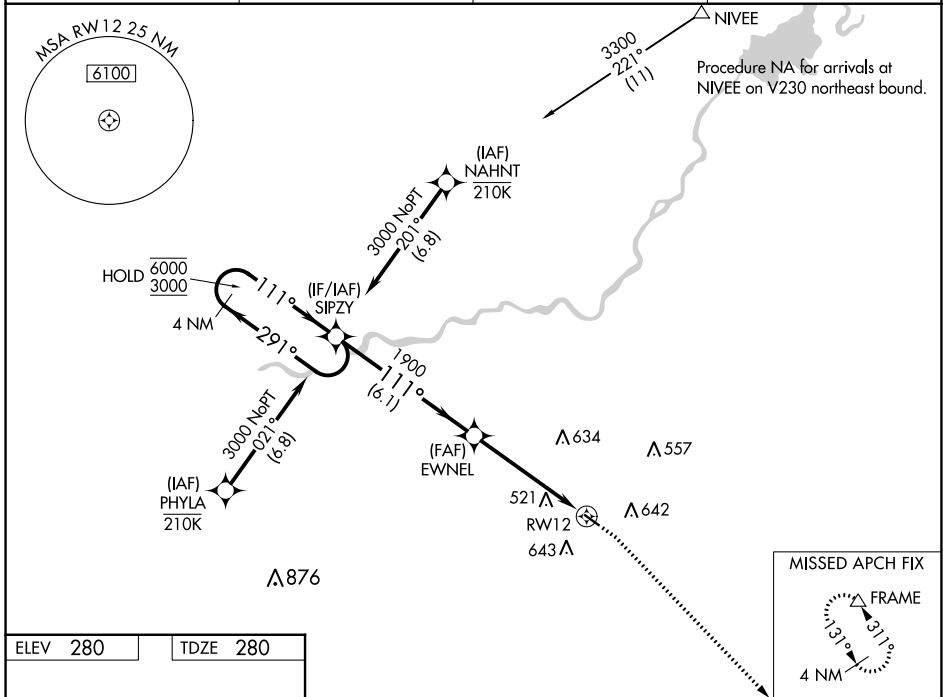 MSA RW12 25 NM
6100
NIVEE
3300
221°
(11)
Procedure NA for arrivals at
NIVEE on V230 northeast bound.
(IAF)
NAHNT
210K
3000 NoPT
201°
(6.8)
HOLD 6000
3000
4 NM
111°
291°
(IF/IAF)
SIPZY
1900
111°
(6.1)
3000 NoPT
021°
(6.8)
(IAF)
PHYLA
210K
(FAF)
EWNEL
634
557
521
RW12
642
643
876
MISSED APCH FIX
FRAME
131°
311°
4 NM
ELEV 280
TDZE 280